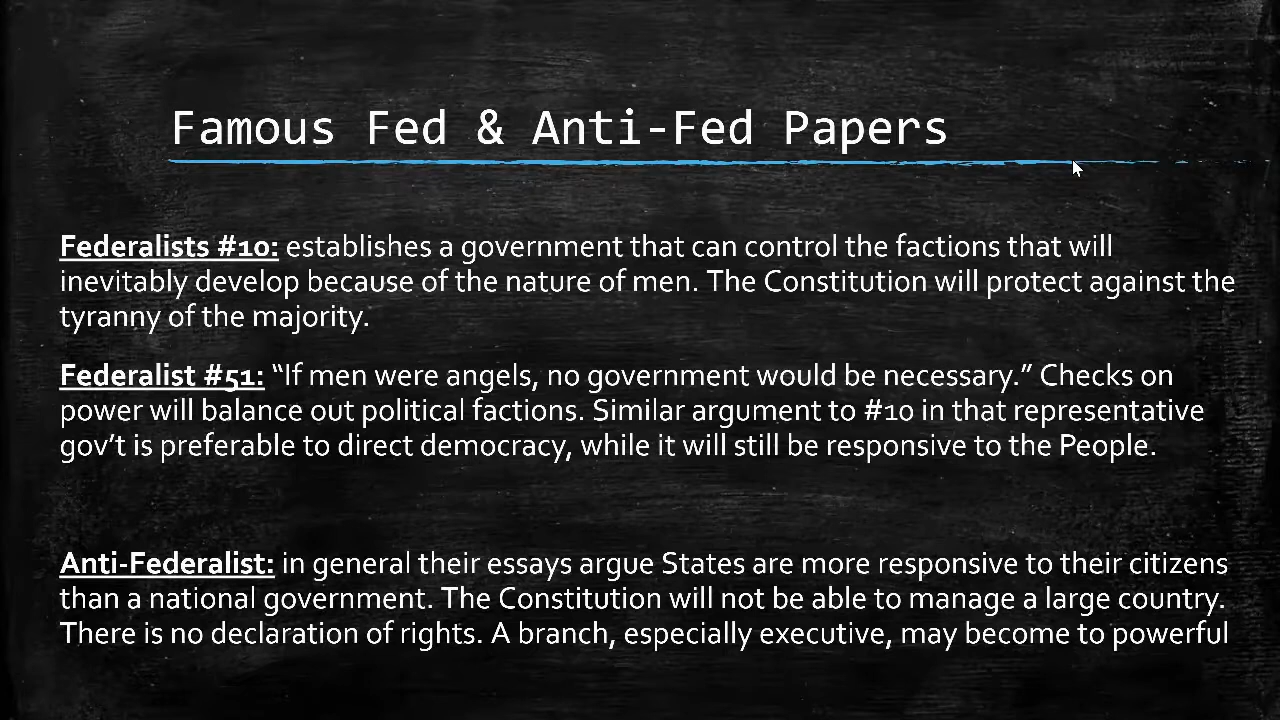 Famous Fed & Anti-Fed Papers
Federalists #10: establishes a government that can control the factions that will
inevitably develop because of the nature of men. The Constitution will protect against the
tyranny of the majority.
Federalist #51: “If men were angels, no government would be necessary.” Checks on
power will balance out political factions. Similar argument to #10 in that representative
gov’t is preferable to direct democracy, while it will still be responsive to the People.
Anti-Federalist: in general their essays argue States are more responsive to their citizens
than a national government. The Constitution will not be able to manage a large country.
There is no declaration of rights. A branch, especially executive, may become to powerful